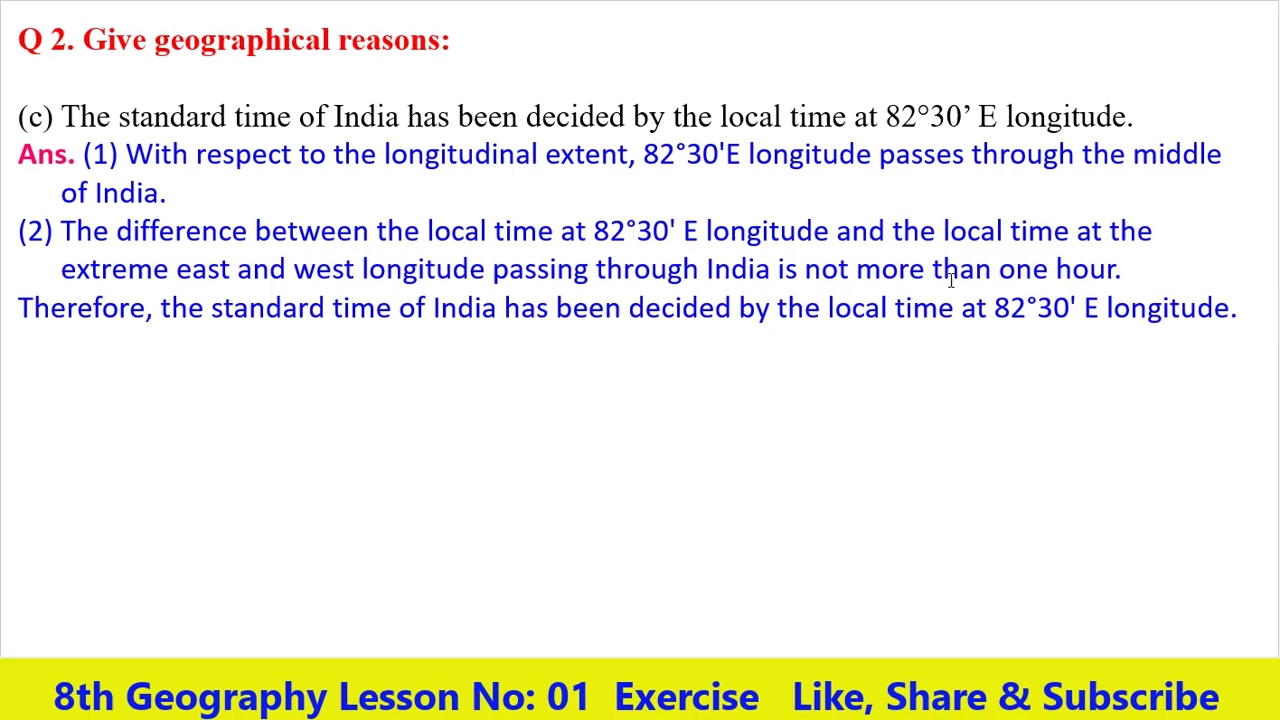 Q 2. Give geographical reasons:
(c) The standard time of India has been decided by the local time at 82°30’ E longitude.
Ans. (1) With respect to the longitudinal extent, 82°30'E longitude passes through the middle
of India.
(2) The difference between the local time at 82°30' E longitude and the local time at the
extreme east and west longitude passing through India is not more than one hour.
Therefore, the standard time of India has been decided by the local time at 82°30' E longitude.
8th Geography Lesson No: 01 Exercise Like, Share & Subscribe